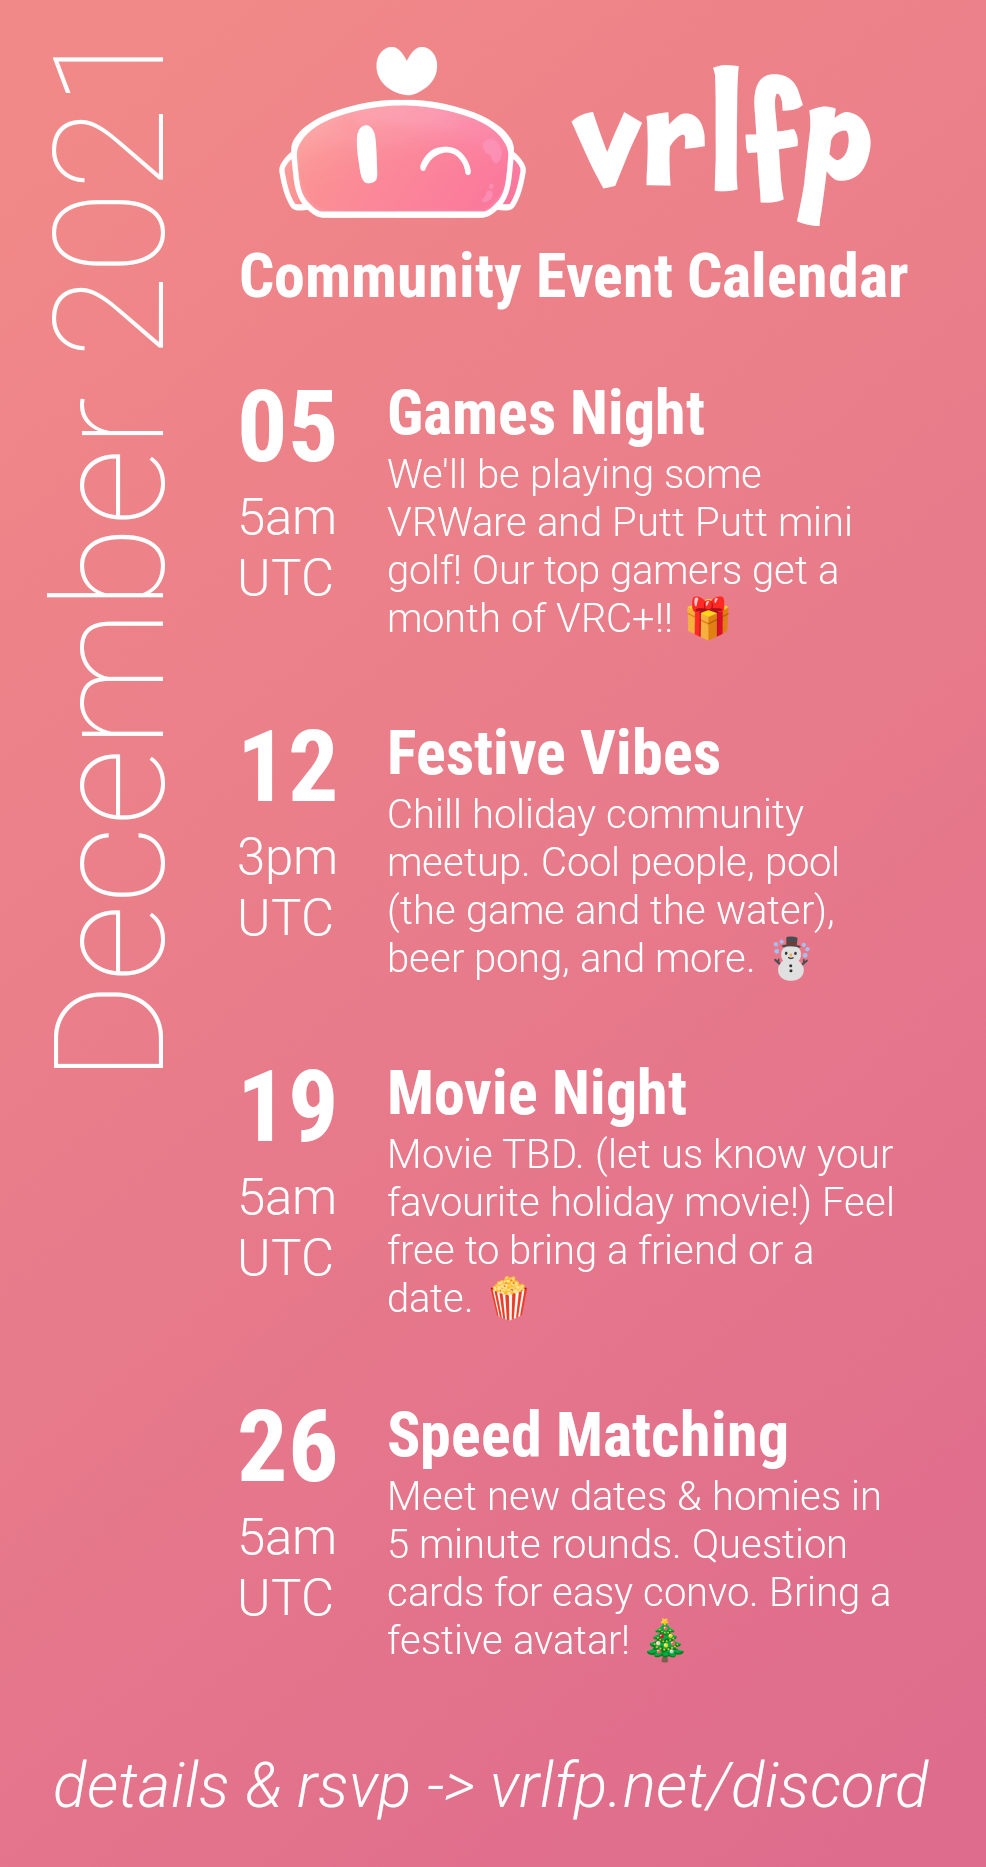 December 2021
vrlfp
Community Event Calendar
05
5am
UTC
Games Night
We'll be playing some
VRWare and Putt Putt mini
golf! Our top gamers get a
month of VRC+!! 🎁
12
3pm
UTC
Festive Vibes
Chill holiday community
meetup. Cool people, pool
(the game and the water),
beer pong, and more. ☃️
19
5am
UTC
Movie Night
Movie TBD. (let us know your
favourite holiday movie!) Feel
free to bring a friend or a
date. 🍿
26
5am
UTC
Speed Matching
Meet new dates & homies in
5 minute rounds. Question
cards for easy convo. Bring a
festive avatar! 🎄
details & rsvp -> vrlfp.net/discord